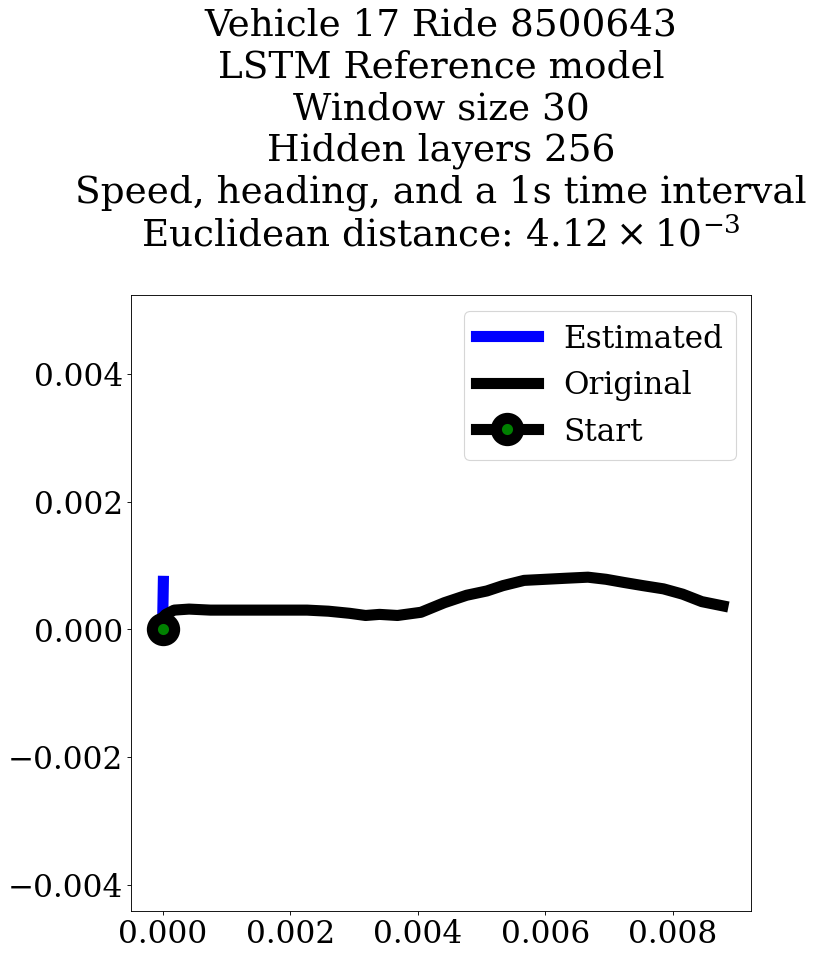 Vehicle 17 Ride 8500643
LSTM Reference model
Window size 30
Hidden layers 256
Speed, heading, and a 1s time interval
Euclidean distance: 4.12 × 10⁻³
Estimated
Original
Start
0.004
0.002
0.000
−0.002
−0.004
0.000 0.002 0.004 0.006 0.008